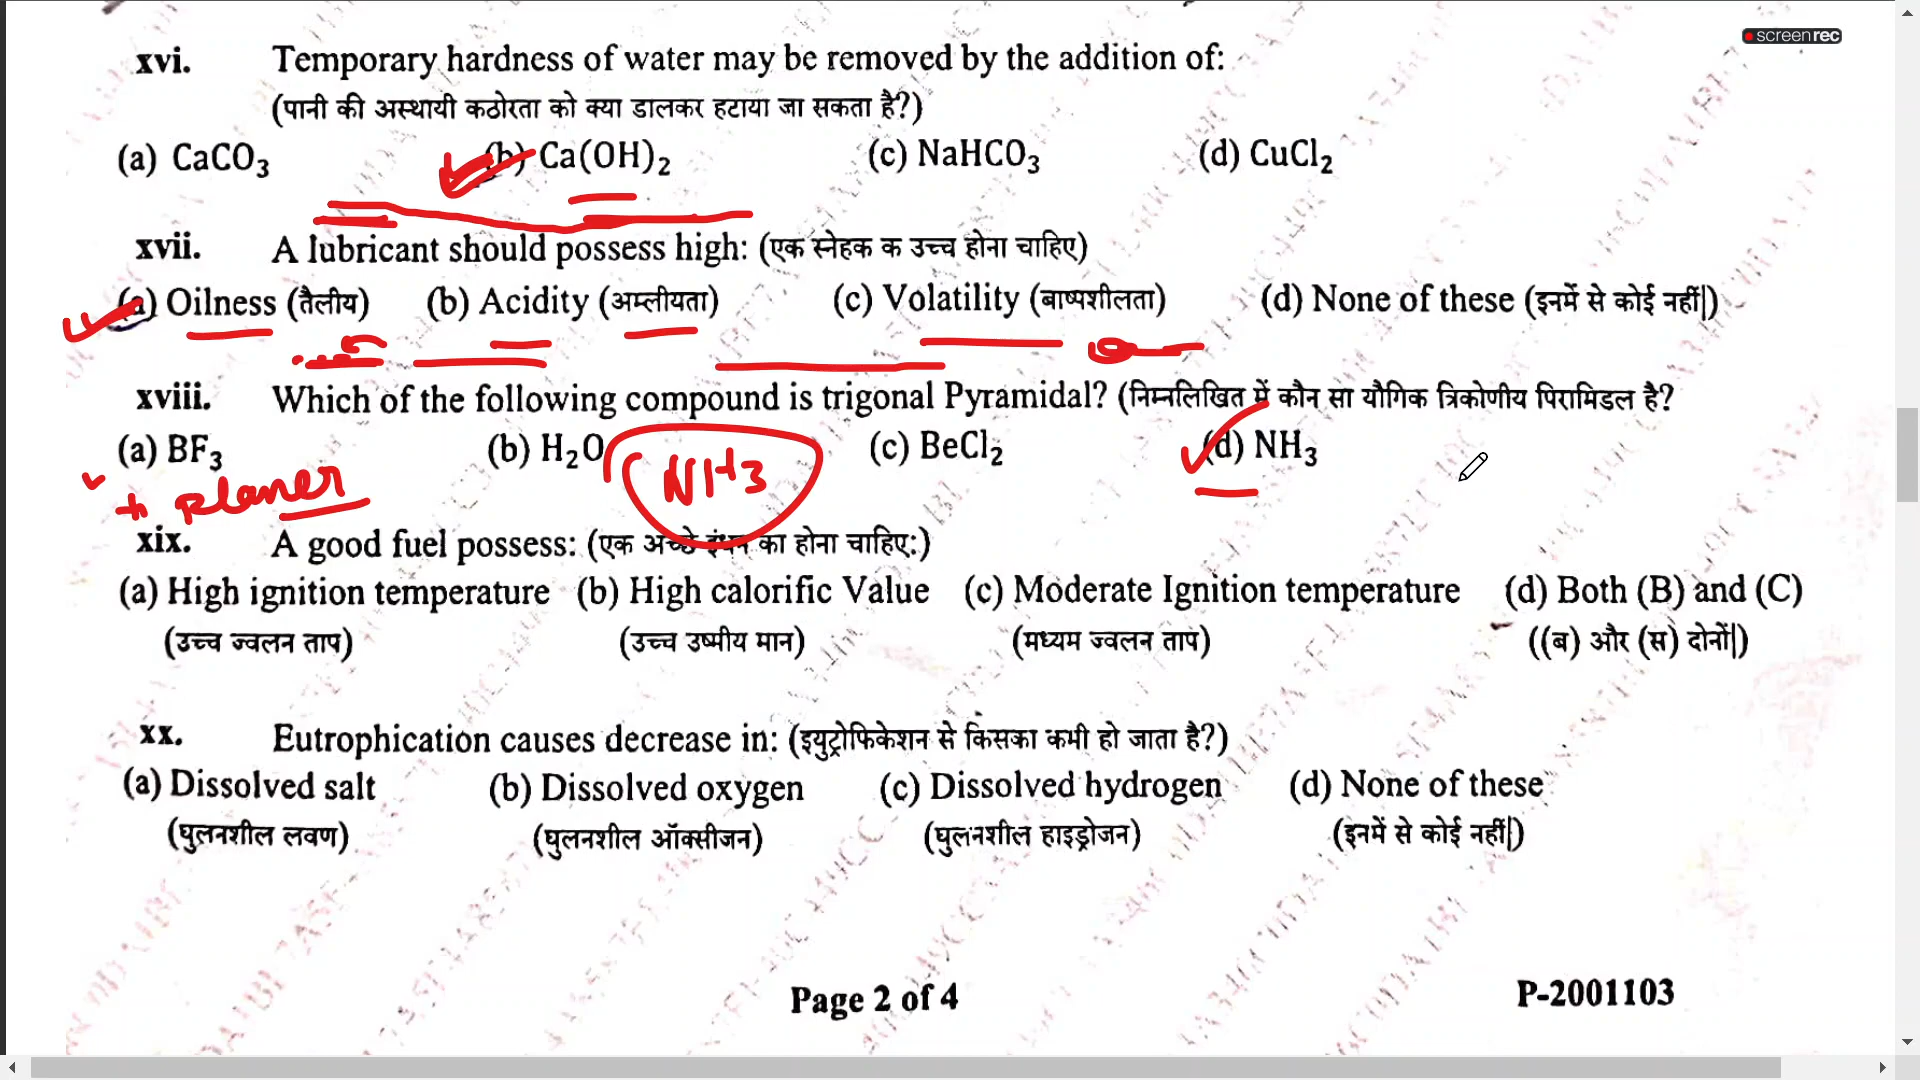 screenrec
xvi. Temporary hardness of water may be removed by the addition of:
(पानी की अस्थायी कठोरता को क्या डालकर हटाया जा सकता है?)
(a) CaCO₃ (b) Ca(OH)₂ (c) NaHCO₃ (d) CuCl₂
xvii. A lubricant should possess high: (एक स्नेहक क उच्च होना चाहिए)
(a) Oilness (तैलीय) (b) Acidity (अम्लीयता) (c) Volatility (बाष्पशीलता) (d) None of these (इनमें से कोई नहीं|)
xviii. Which of the following compound is trigonal Pyramidal? (निम्नलिखित में कौन सा यौगिक त्रिकोणीय पिरामिडल है?
(a) BF₃ (b) H₂O (c) BeCl₂ (d) NH₃
NH3
planer
xix. A good fuel possess: (एक अच्छे इंधन का होना चाहिए:)
(a) High ignition temperature (b) High calorific Value (c) Moderate Ignition temperature (d) Both (B) and (C)
(उच्च ज्वलन ताप) (उच्च उष्मीय मान) (मध्यम ज्वलन ताप) ((ब) और (स) दोनों|)
xx. Eutrophication causes decrease in: (इयुट्रोफिकेशन से किसका कमी हो जाता है?)
(a) Dissolved salt (b) Dissolved oxygen (c) Dissolved hydrogen (d) None of these
(घुलनशील लवण) (घुलनशील ऑक्सीजन) (घुलनशील हाइड्रोजन) (इनमें से कोई नहीं|)
Page 2 of 4 P-2001103